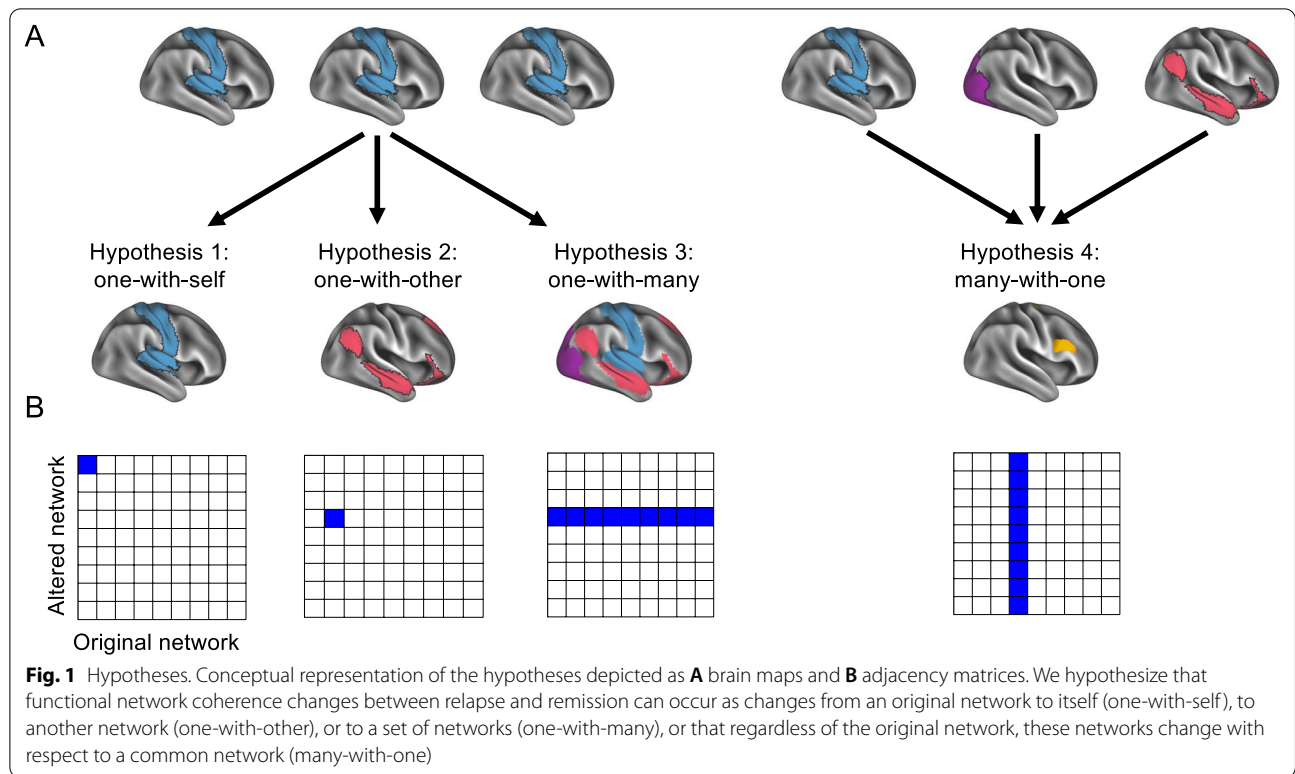 A
Hypothesis 1:
one-with-self
Hypothesis 2:
one-with-other
Hypothesis 3:
one-with-many
Hypothesis 4:
many-with-one
B
Altered network
Original network
Fig. 1 Hypotheses. Conceptual representation of the hypotheses depicted as A brain maps and B adjacency matrices. We hypothesize that
functional network coherence changes between relapse and remission can occur as changes from an original network to itself (one-with-self), to
another network (one-with-other), or to a set of networks (one-with-many), or that regardless of the original network, these networks change with
respect to a common network (many-with-one)